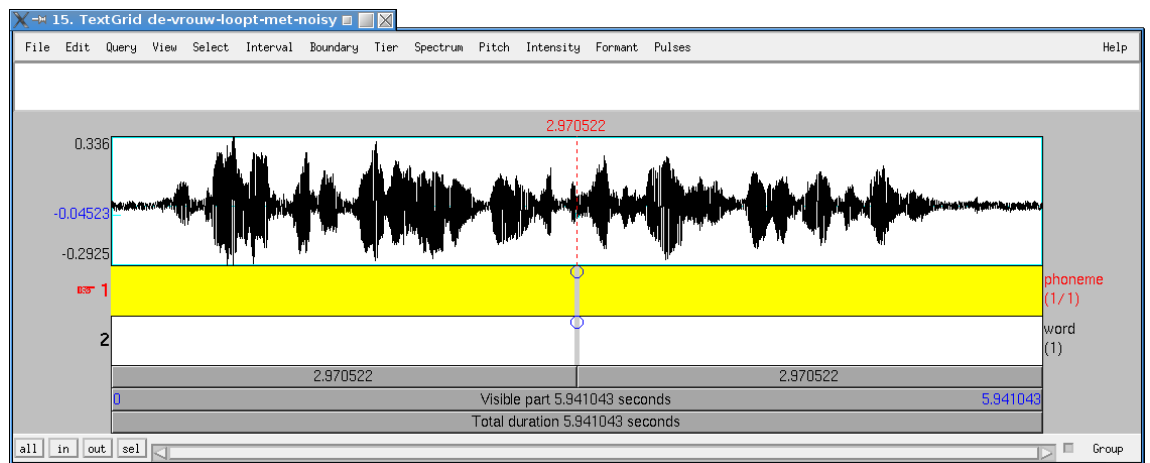 15. TextGrid de-vrouw-loopt-met-noisy
File Edit Query View Select Interval Boundary Tier Spectrum Pitch Intensity Formant Pulses Help
2.970522
0.336
-0.04523
-0.2925
1
phoneme
(1/1)
2
word
(1)
2.970522 2.970522
0 Visible part 5.941043 seconds 5.941043
Total duration 5.941043 seconds
all in out sel Group